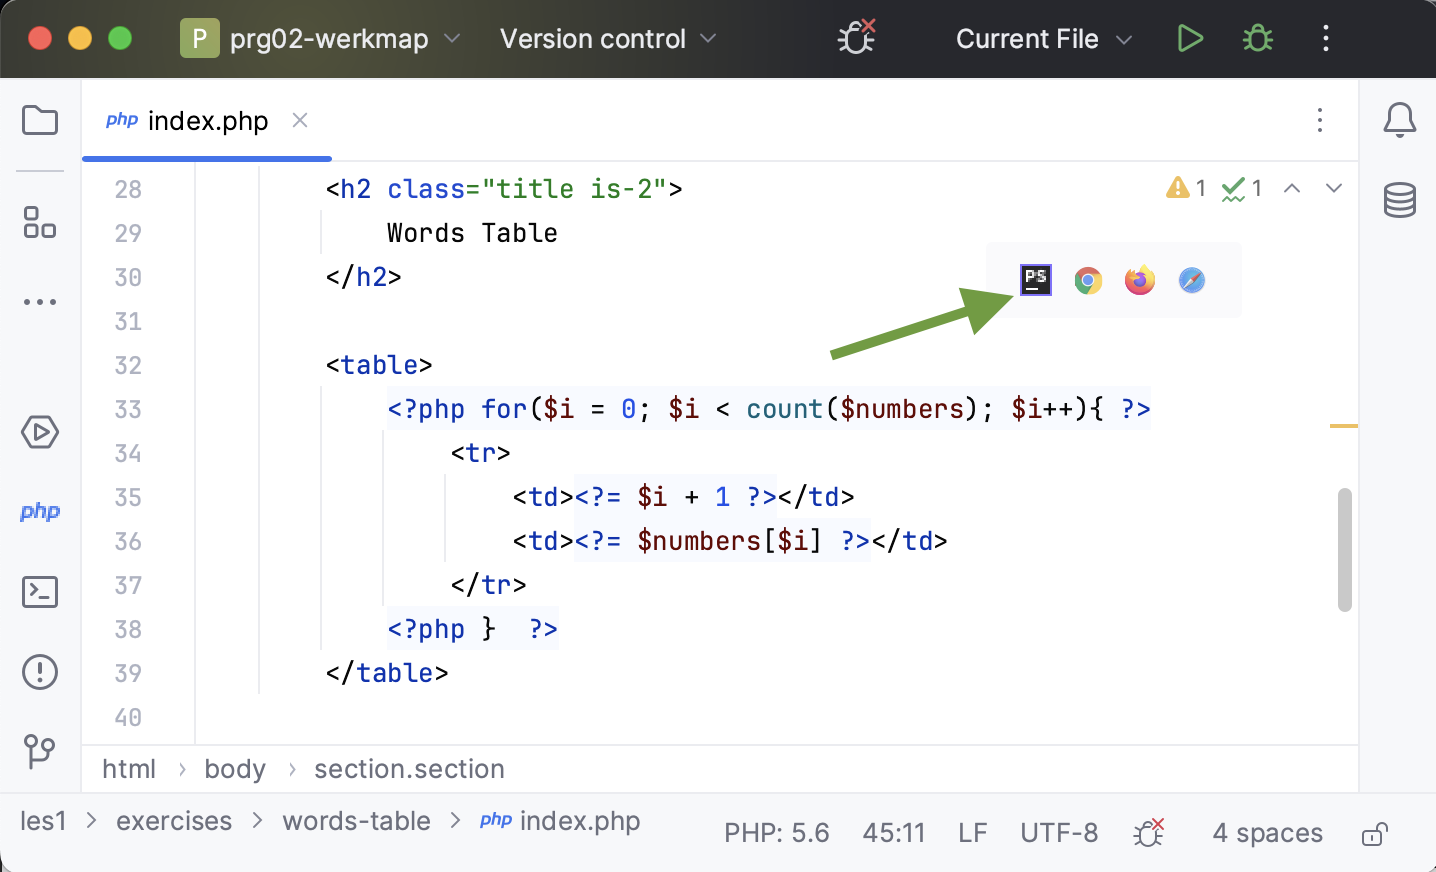 P prg02-werkmap Version control Current File
php index.php
28 <h2 class="title is-2"> 1 1
29 Words Table
30 </h2>
PS
31
32 <table>
33 <?php for($i = 0; $i < count($numbers); $i++){ ?>
34 <tr>
35 <td><?= $i + 1 ?></td>
36 <td><?= $numbers[$i] ?></td>
37 </tr>
38 <?php }  ?>
39 </table>
40
php
html > body > section.section
les1 > exercises > words-table > php index.php PHP: 5.6 45:11 LF UTF-8 4 spaces